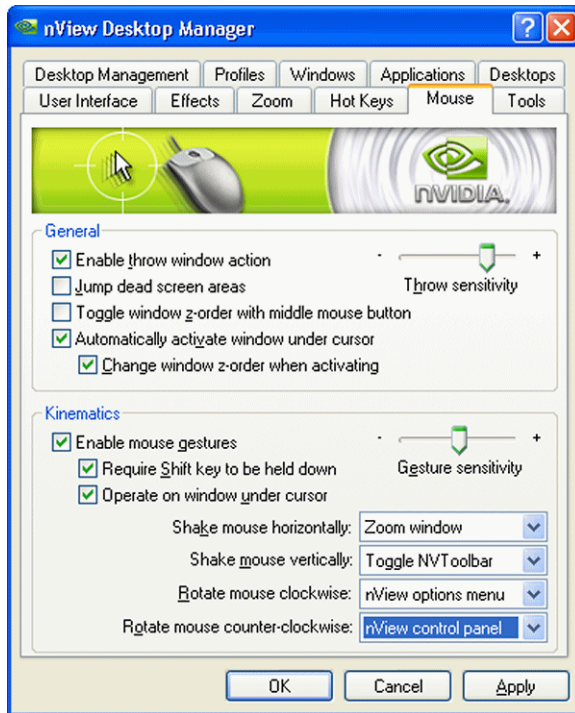 nView Desktop Manager
Desktop Management Profiles Windows Applications Desktops
User Interface Effects Zoom Hot Keys Mouse Tools
nVIDIA.
General
Enable throw window action - +
Jump dead screen areas Throw sensitivity
Toggle window z-order with middle mouse button
Automatically activate window under cursor
Change window z-order when activating
Kinematics
Enable mouse gestures - +
Require Shift key to be held down Gesture sensitivity
Operate on window under cursor
Shake mouse horizontally: Zoom window
Shake mouse vertically: Toggle NVToolbar
Rotate mouse clockwise: nView options menu
Rotate mouse counter-clockwise: nView control panel
OK Cancel Apply